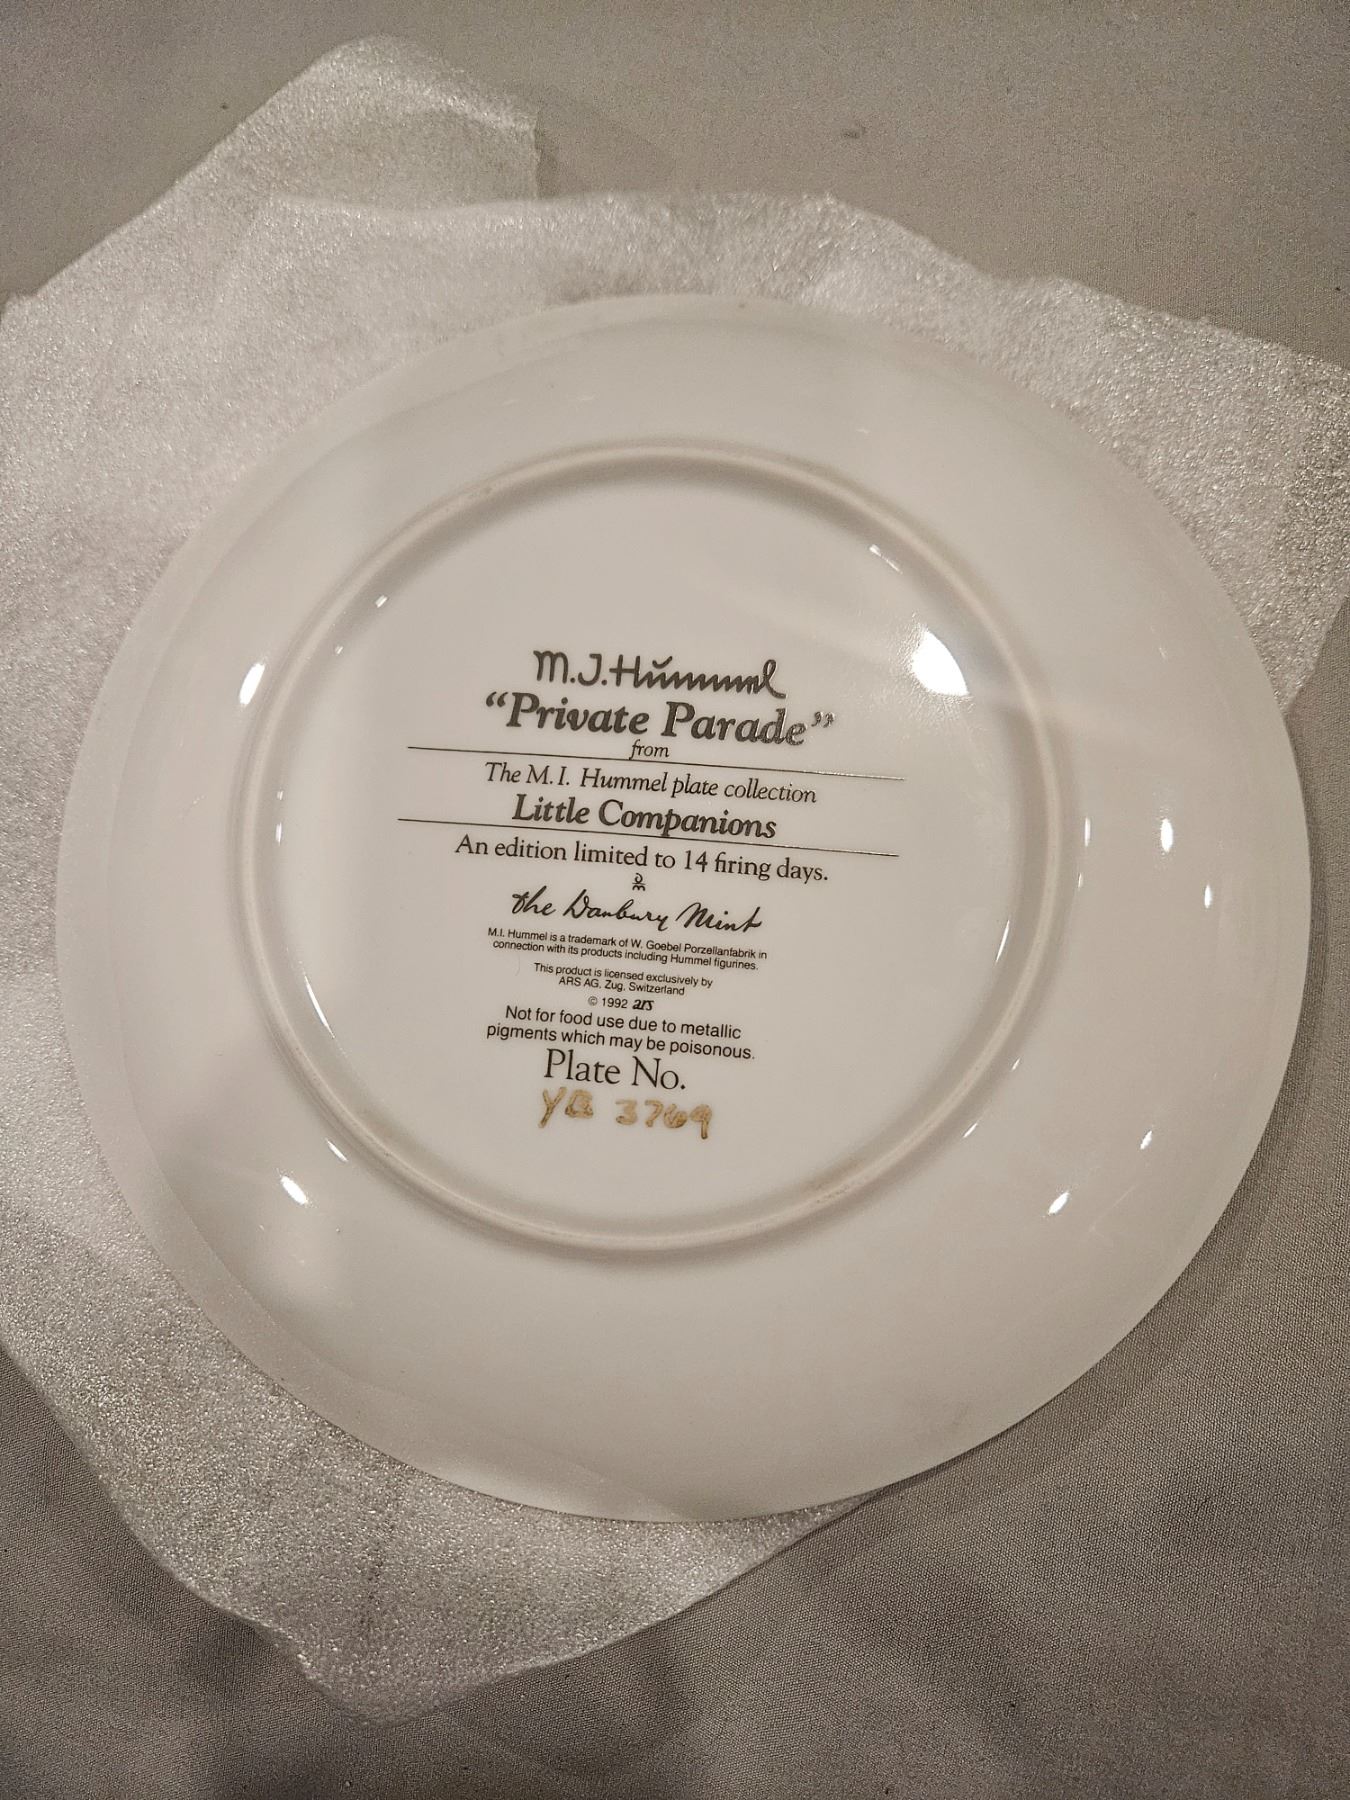 M.J.Hummel
“Private Parade”
from
The M. I. Hummel plate collection
Little Companions
An edition limited to 14 firing days.
The Danbury Mint
M.I. Hummel is a trademark of W. Goebel Porzellanfabrik in
connection with its products including Hummel figurines.
This product is licensed exclusively by
ARS AG, Zug, Switzerland
© 1992 ars
Not for food use due to metallic
pigments which may be poisonous.
Plate No.
YB 3769